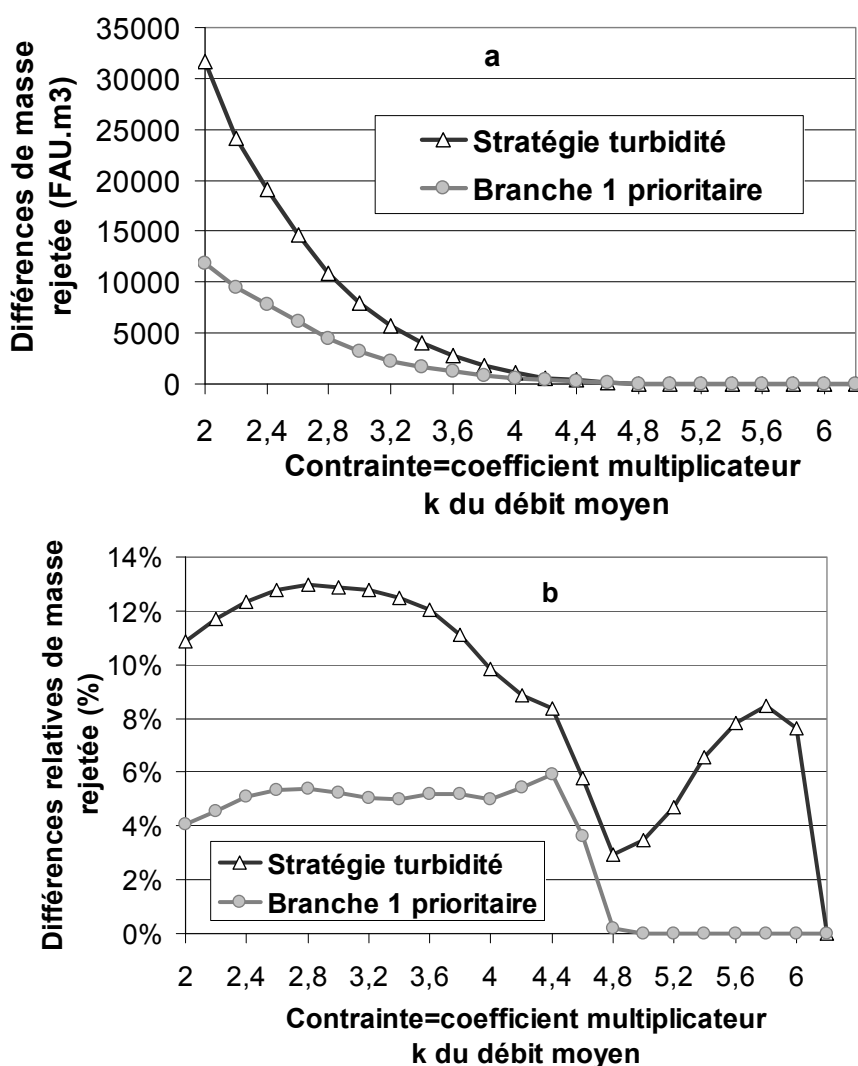 35000
30000
25000
20000
15000
10000
5000
0
Différences de masse
rejetée (FAU.m3)
a
Stratégie turbidité
Branche 1 prioritaire
2 2,4 2,8 3,2 3,6 4 4,4 4,8 5,2 5,6 6
Contrainte=coefficient multiplicateur
k du débit moyen
14%
12%
10%
8%
6%
4%
2%
0%
Différences relatives de masse
rejetée (%)
b
Stratégie turbidité
Branche 1 prioritaire
2 2,4 2,8 3,2 3,6 4 4,4 4,8 5,2 5,6 6
Contrainte=coefficient multiplicateur
k du débit moyen